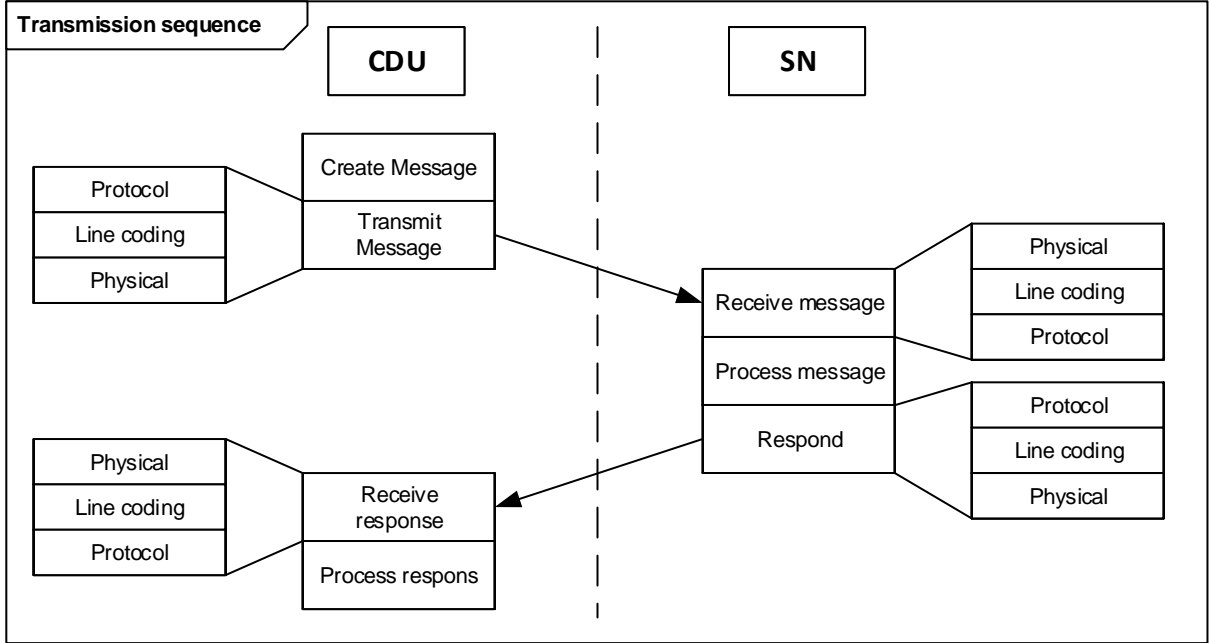 Transmission sequence
CDU
SN
Create Message
Transmit
Message
Protocol
Line coding
Physical
Receive message
Process message
Respond
Physical
Line coding
Protocol
Protocol
Line coding
Physical
Physical
Line coding
Protocol
Receive
response
Process respons